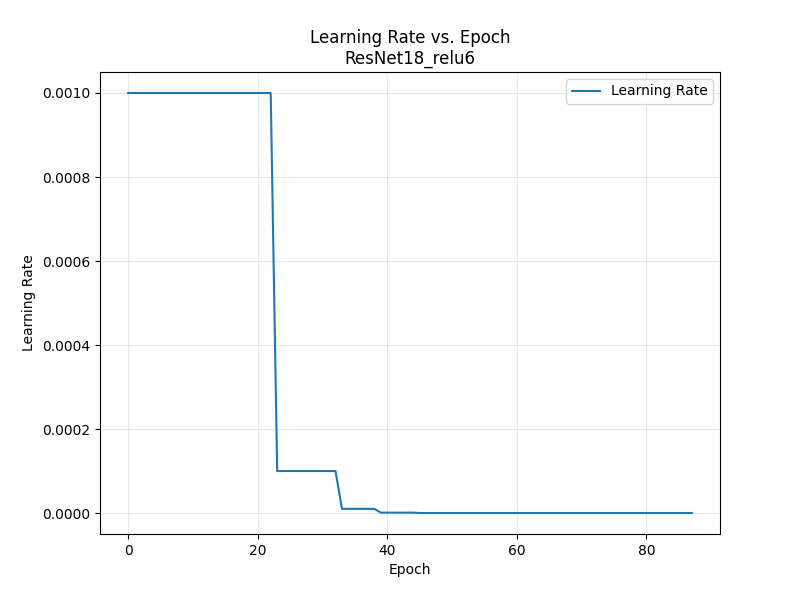 Learning Rate vs. Epoch
ResNet18_relu6
Learning Rate
0.0010
0.0008
0.0006
0.0004
0.0002
0.0000
Learning Rate
0 20 40 60 80
Epoch